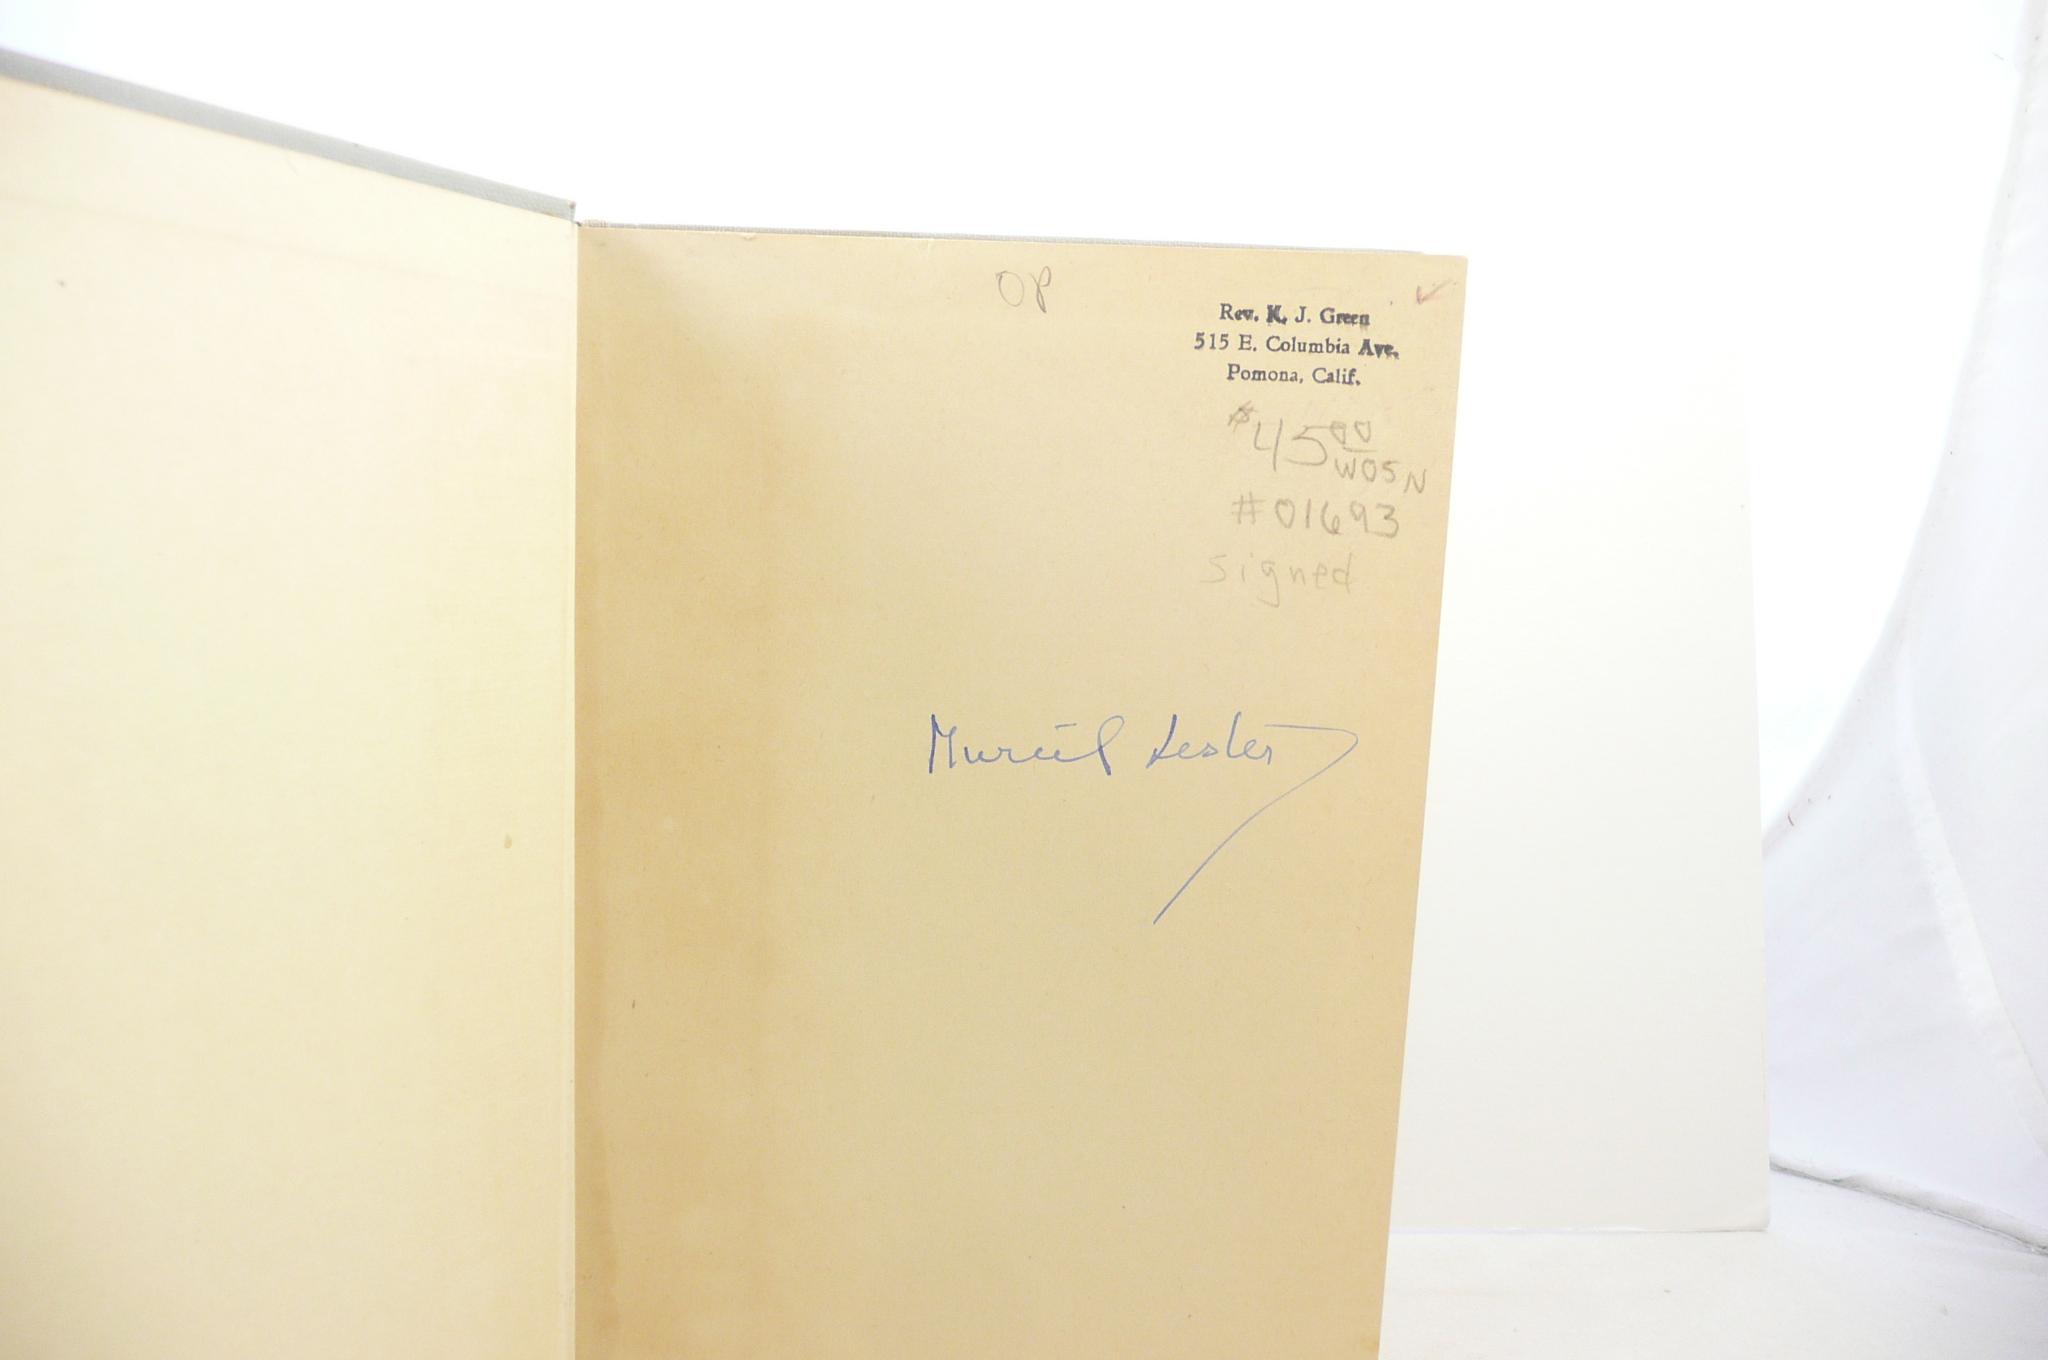 OP
Rev. K. J. Green
515 E. Columbia Ave.
Pomona, Calif.
$45 00
WOSN
#01693
signed
Muriel Lester